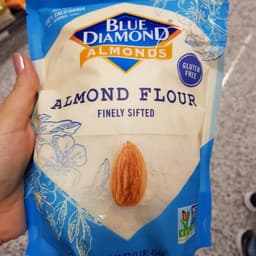 BLUE
DIAMOND
ALMONDS
GLUTEN
FREE
ALMOND FLOUR
FINELY SIFTED